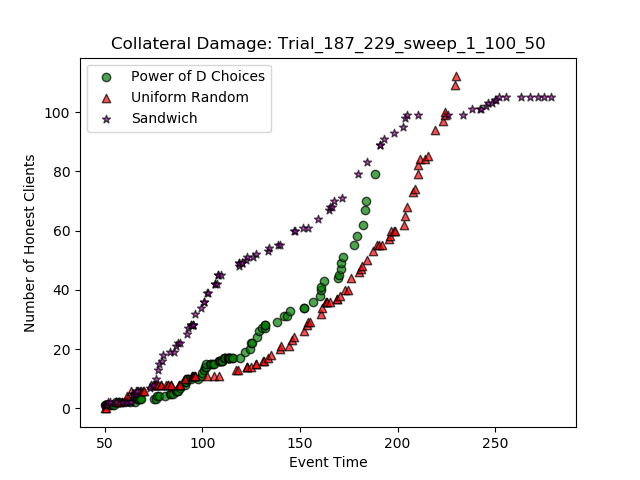 Collateral Damage: Trial_187_229_sweep_1_100_50
Power of D Choices
Uniform Random
Sandwich
Number of Honest Clients
100
80
60
40
20
0
50 100 150 200 250
Event Time